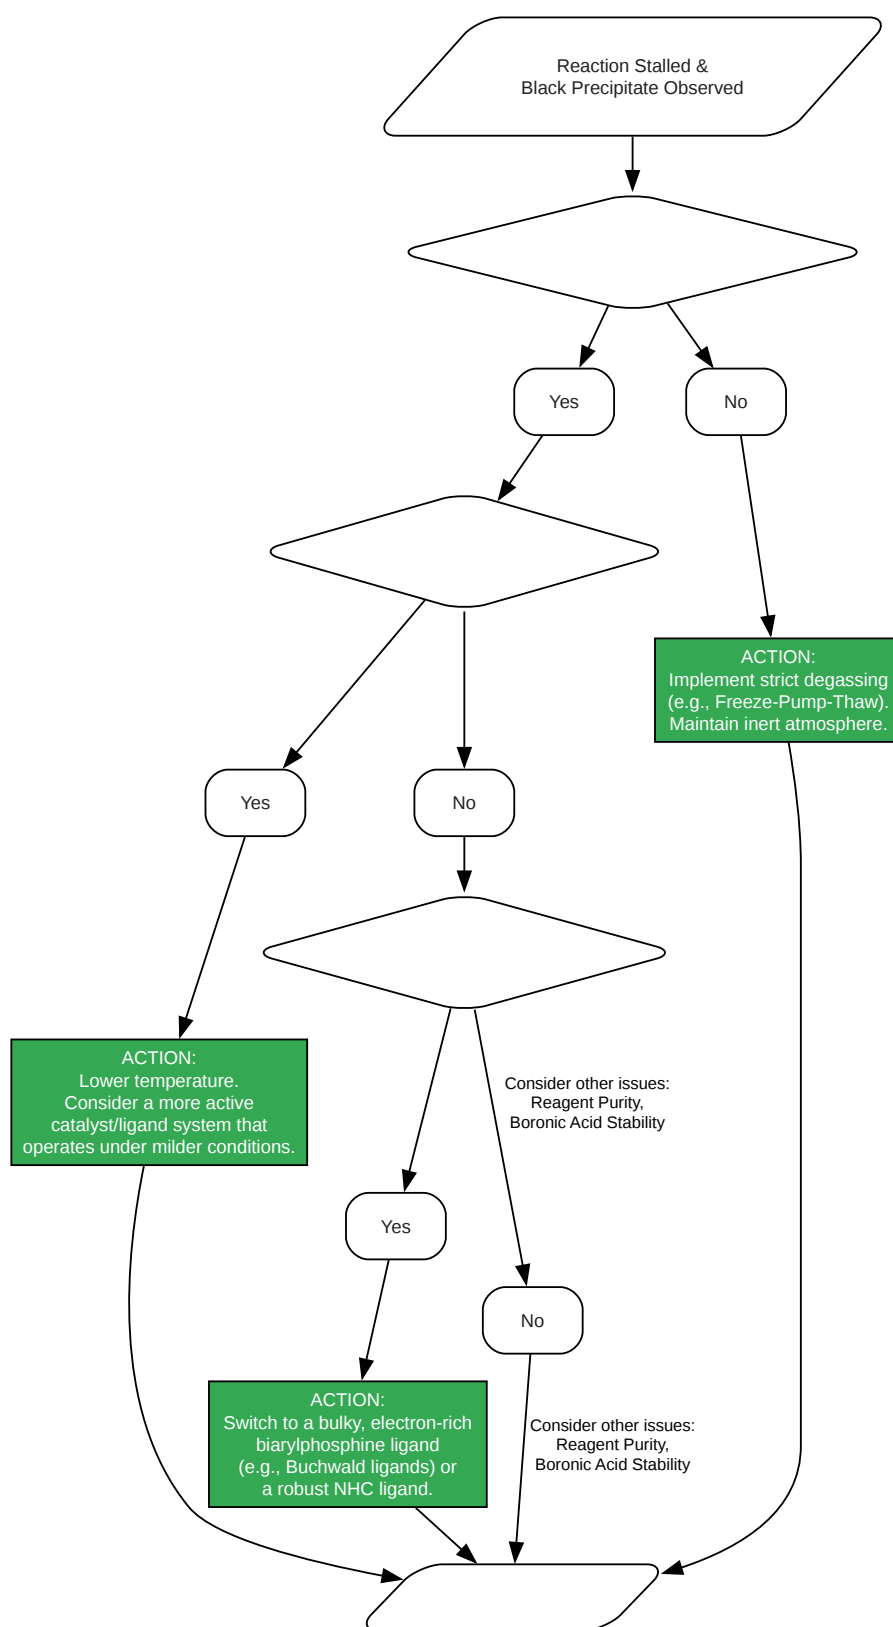 Reaction Stalled &
Black Precipitate Observed
Yes
No
ACTION:
Implement strict degassing
(e.g., Freeze-Pump-Thaw).
Maintain inert atmosphere.
Yes
No
ACTION:
Lower temperature.
Consider a more active
catalyst/ligand system that
operates under milder conditions.
Consider other issues:
Reagent Purity,
Boronic Acid Stability
Yes
No
ACTION:
Switch to a bulky, electron-rich
biarylphosphine ligand
(e.g., Buchwald ligands) or
a robust NHC ligand.
Consider other issues:
Reagent Purity,
Boronic Acid Stability